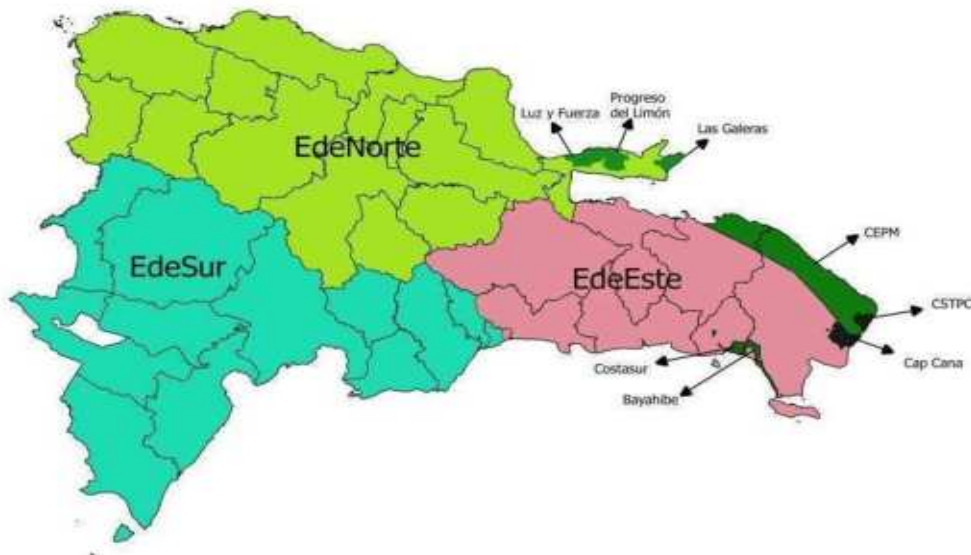 Luz y Fuerza
Progreso
del Limón
Las Galeras
EdeNorte
CEPM
EdeSur
EdeEste
CSTPC
Cap Cana
Costasur
Bayahibe